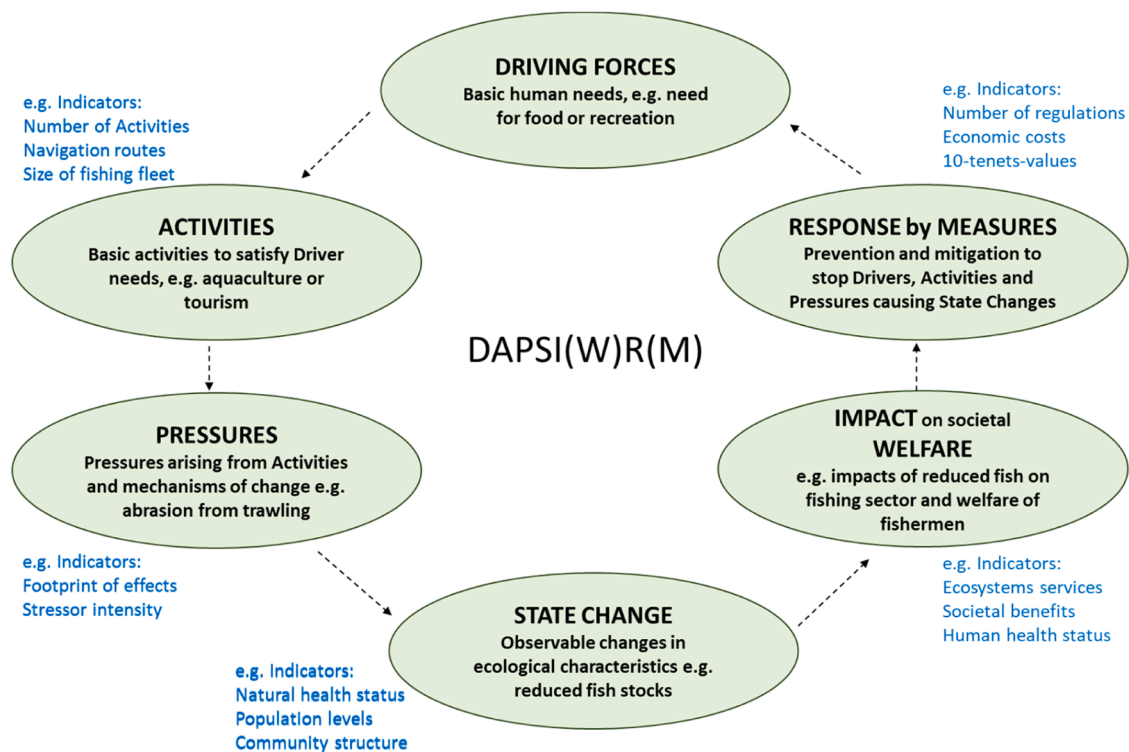 DRIVING FORCES
Basic human needs, e.g. need
for food or recreation
e.g. Indicators:
Number of Activities
Navigation routes
Size of fishing fleet
e.g. Indicators:
Number of regulations
Economic costs
10-tenets-values
ACTIVITIES
Basic activities to satisfy Driver
needs, e.g. aquaculture or
tourism
RESPONSE by MEASURES
Prevention and mitigation to
stop Drivers, Activities and
Pressures causing State Changes
DAPSI(W)R(M)
PRESSURES
Pressures arising from Activities
and mechanisms of change e.g.
abrasion from trawling
IMPACT on societal
WELFARE
e.g. impacts of reduced fish on
fishing sector and welfare of
fishermen
e.g. Indicators:
Footprint of effects
Stressor intensity
e.g. Indicators:
Ecosystems services
Societal benefits
Human health status
STATE CHANGE
Observable changes in
ecological characteristics e.g.
reduced fish stocks
e.g. Indicators:
Natural health status
Population levels
Community structure